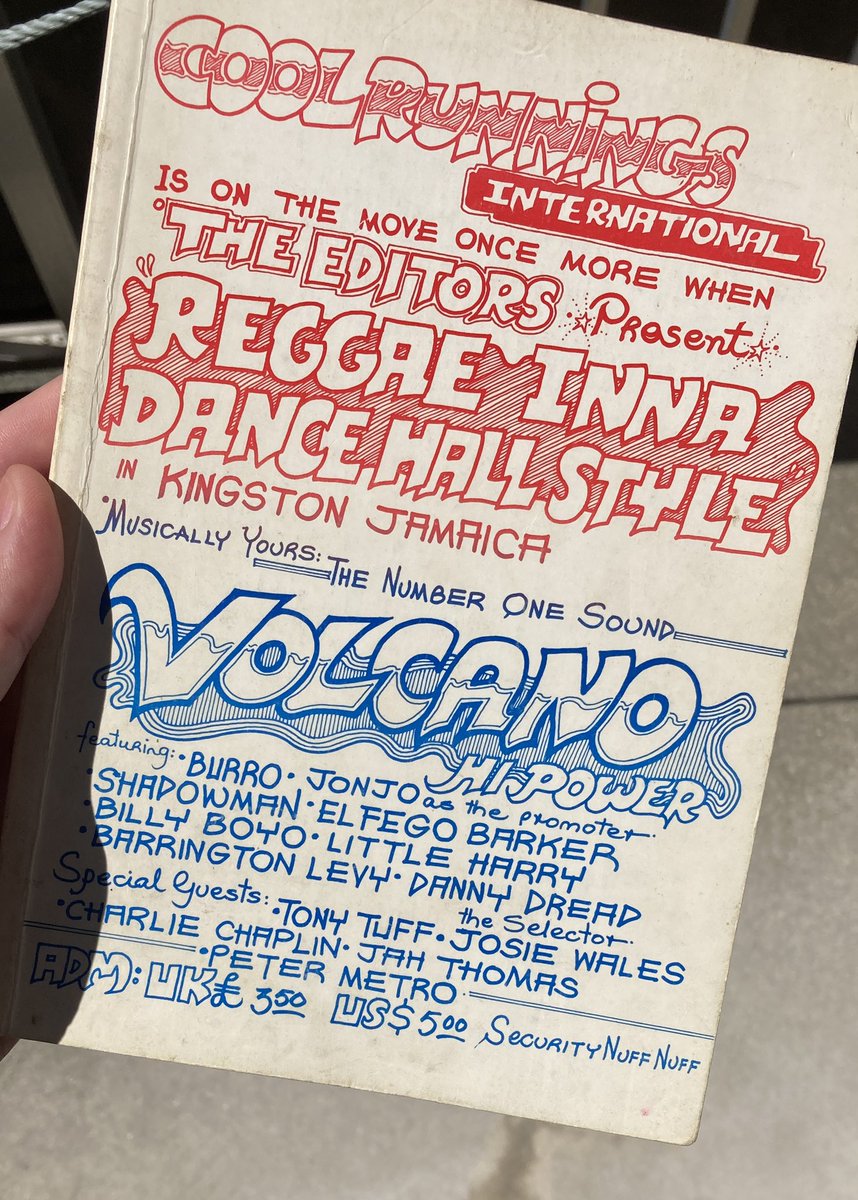 COOL RUNNINGS
INTERNATIONAL
IS ON THE MOVE ONCE MORE WHEN
"THE EDITORS Present
"REGGAE INNA
DANCE HALL STYLE"
IN KINGSTON JAMAICA
MUSICALLY YOURS: THE NUMBER ONE SOUND
VOLCANO
HI-POWER
featuring: · BURRO · JONJO as the promoter ·
· SHADOWMAN · ELFEGO BARKER
· BILLY BOYO · LITTLE HARRY
· BARRINGTON LEVY · DANNY DREAD the Selector ·
Special Guests: · TONY TUFF · JOSIE WALES
· CHARLIE CHAPLIN · JAH THOMAS
· PETER METRO ·
ADM: UK£ 3.50 US$ 5.00 SECURITY NUFF NUFF